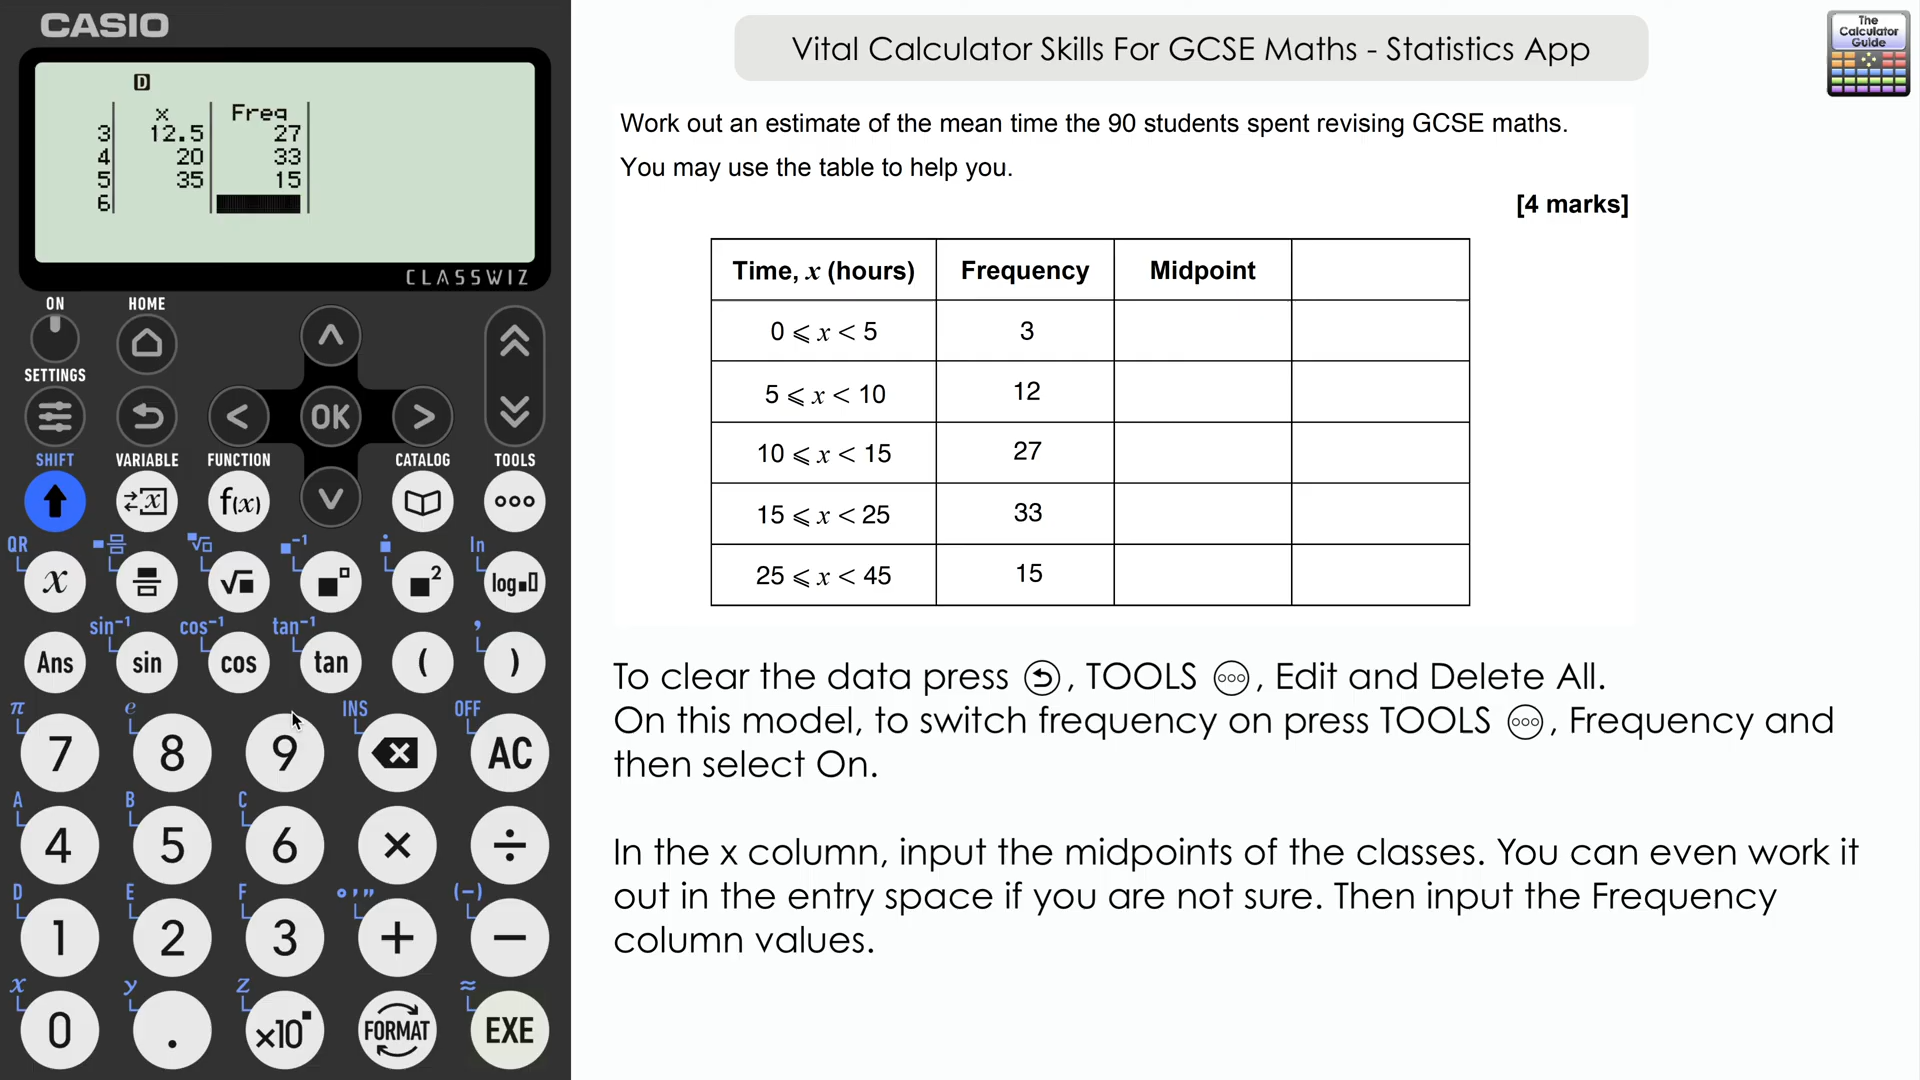 CASIO
D
x Freq
3 12.5 27
4 20 33
5 35 15
6
CLASSWIZ
ON HOME
SETTINGS
OK
SHIFT VARIABLE FUNCTION CATALOG TOOLS
x f(x) ooo
QR ln
x √■ ■² log
sin⁻¹ cos⁻¹ tan⁻¹ ,
Ans sin cos tan ( )
π e INS OFF
7 8 9 AC
A B C
4 5 6 × ÷
D E F ° ′ ″ (−)
1 2 3 + −
x y z ≈
0 . ×10■ FORMAT EXE
Vital Calculator Skills For GCSE Maths - Statistics App
The
Calculator
Guide
Work out an estimate of the mean time the 90 students spent revising GCSE maths.
You may use the table to help you.
[4 marks]
Time, x (hours) Frequency Midpoint
0 ⩽ x < 5 3
5 ⩽ x < 10 12
10 ⩽ x < 15 27
15 ⩽ x < 25 33
25 ⩽ x < 45 15
To clear the data press , TOOLS ooo, Edit and Delete All.
On this model, to switch frequency on press TOOLS ooo, Frequency and
then select On.
In the x column, input the midpoints of the classes. You can even work it
out in the entry space if you are not sure. Then input the Frequency
column values.